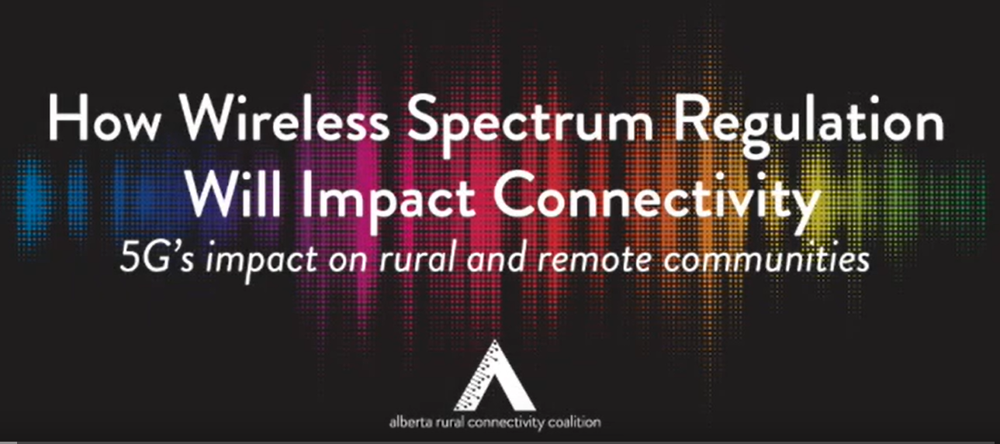 How Wireless Spectrum Regulation
Will Impact Connectivity
5G's impact on rural and remote communities
alberta rural connectivity coalition